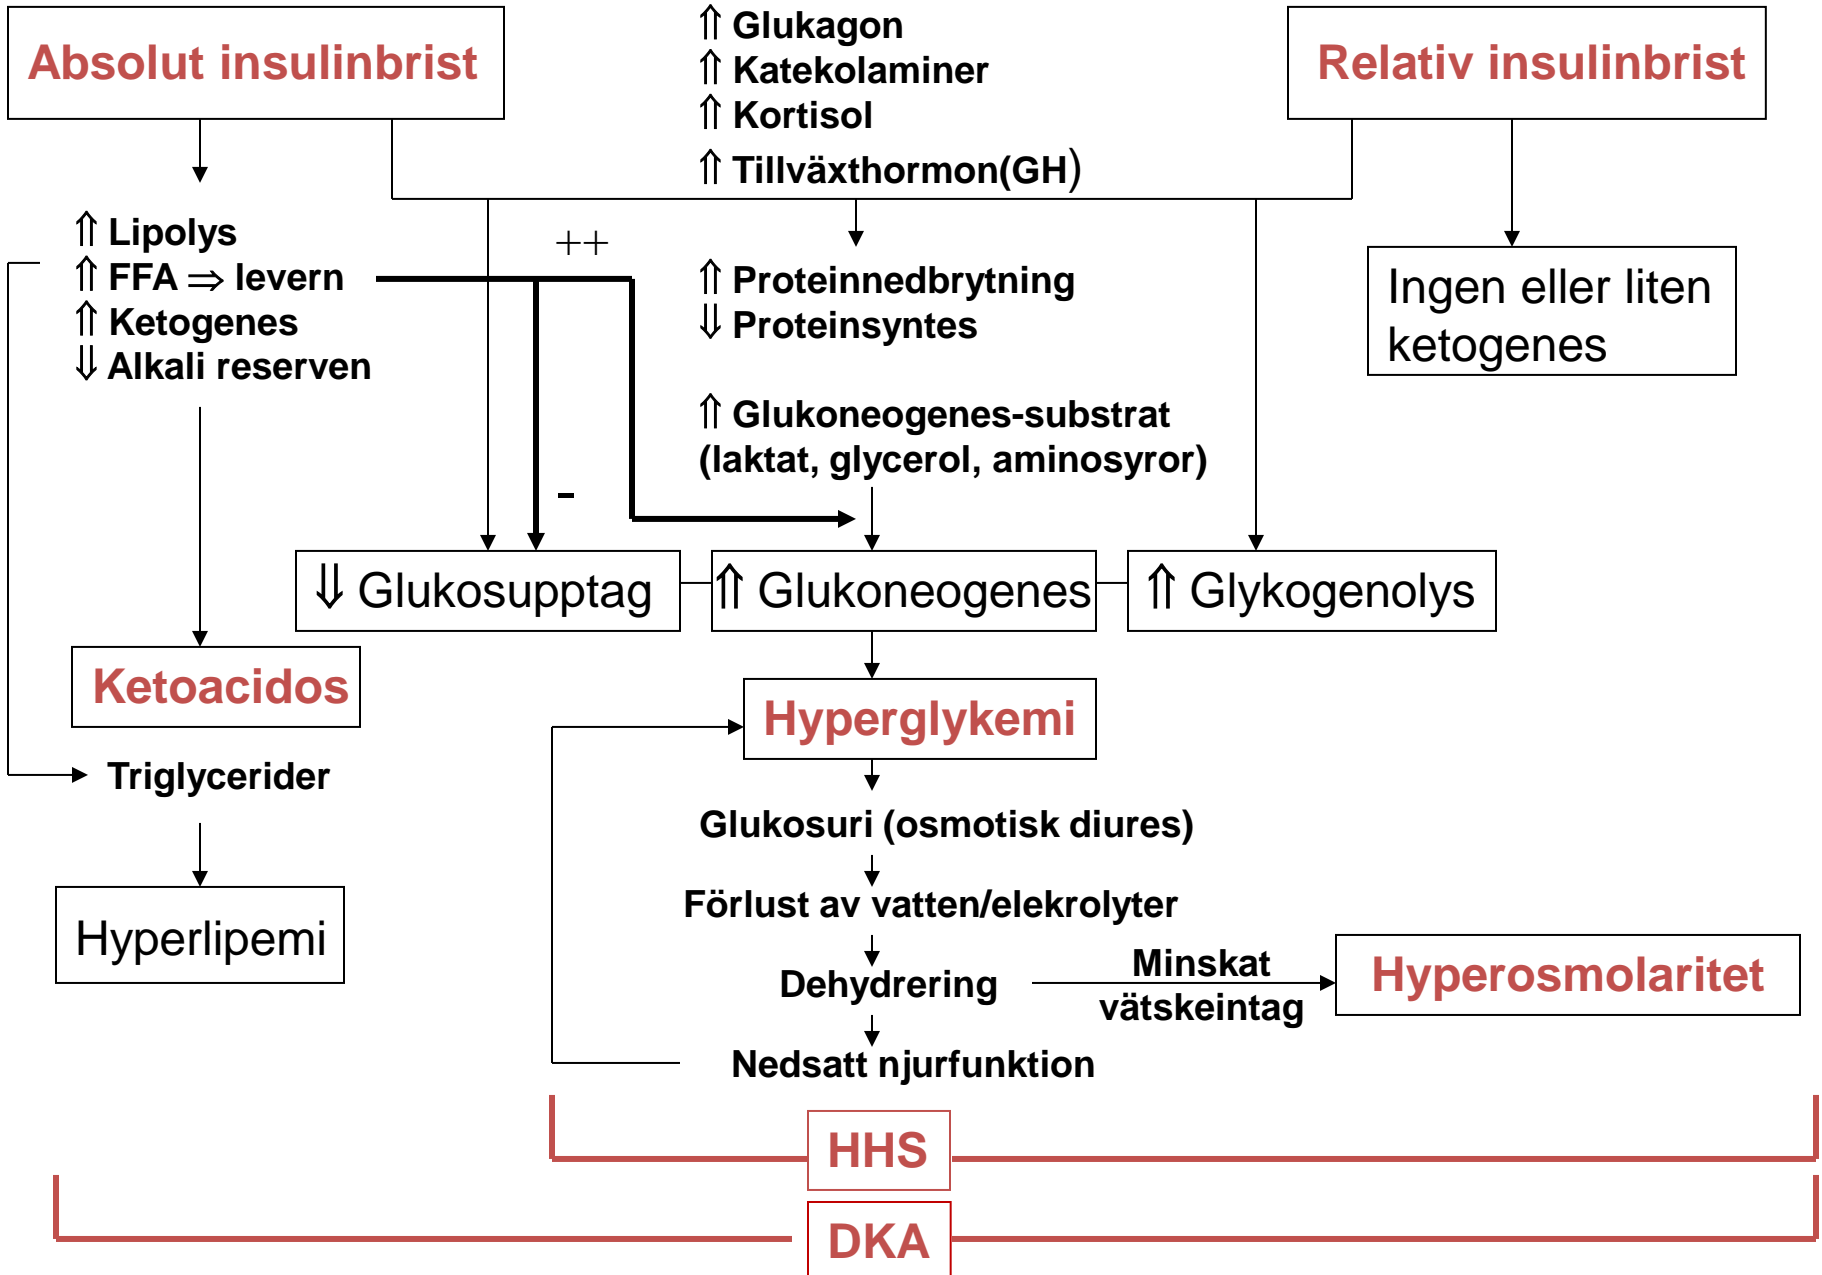 Absolut insulinbrist
⇑ Glukagon
⇑ Katekolaminer
⇑ Kortisol
⇑ Tillväxthormon(GH)
Relativ insulinbrist
⇑ Lipolys
⇑ FFA ⇒ levern
⇑ Ketogenes
⇓ Alkali reserven
++
⇑ Proteinnedbrytning
⇓ Proteinsyntes
Ingen eller liten
ketogenes
⇑ Glukoneogenes-substrat
(laktat, glycerol, aminosyror)
-
⇓ Glukosupptag
⇑ Glukoneogenes
⇑ Glykogenolys
Ketoacidos
Hyperglykemi
Triglycerider
Glukosuri (osmotisk diures)
Hyperlipemi
Förlust av vatten/elekrolyter
Dehydrering
Minskat
vätskeintag
Hyperosmolaritet
Nedsatt njurfunktion
HHS
DKA